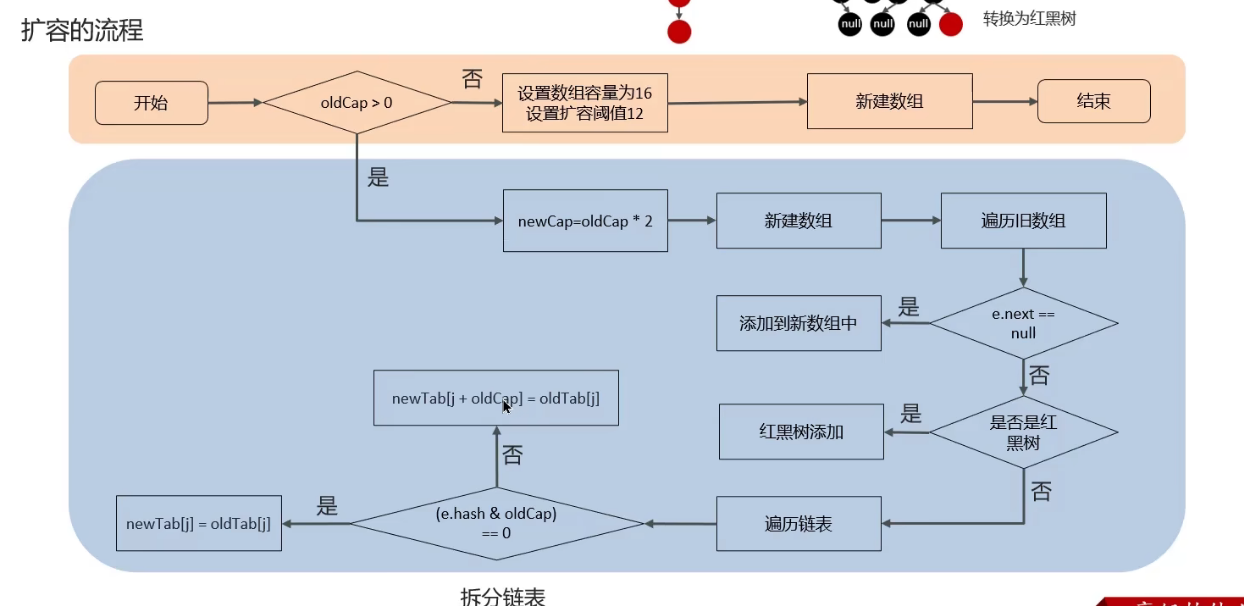 null
null
null
转换为红黑树
扩容的流程
开始
oldCap > 0
否
设置数组容量为16
设置扩容阈值12
新建数组
结束
是
newCap=oldCap * 2
新建数组
遍历旧数组
e.next ==
null
是
添加到新数组中
否
是否是红
黑树
是
红黑树添加
否
遍历链表
(e.hash & oldCap)
== 0
否
newTab[j + oldCap] = oldTab[j]
是
newTab[j] = oldTab[j]
拆分链表